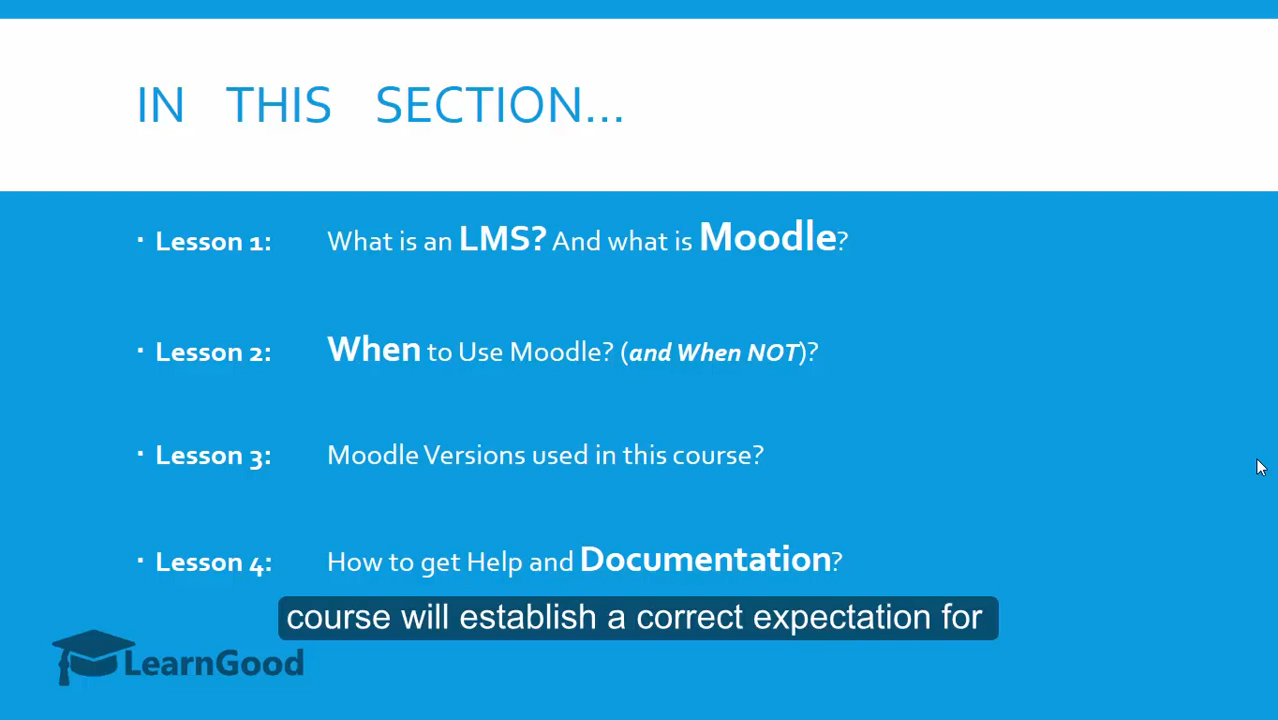 IN THIS SECTION...
· Lesson 1: What is an LMS? And what is Moodle?
· Lesson 2: When to Use Moodle? (and When NOT)?
· Lesson 3: Moodle Versions used in this course?
· Lesson 4: How to get Help and Documentation?
course will establish a correct expectation for
LearnGood